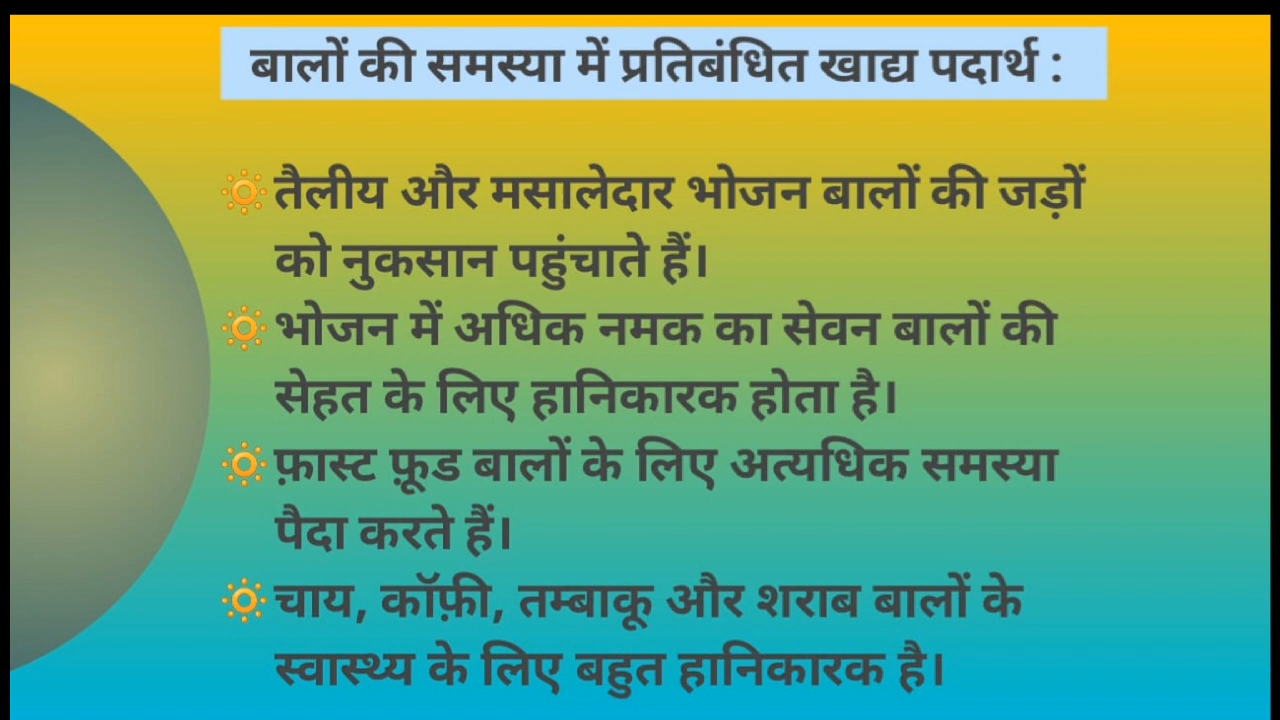 बालों की समस्या में प्रतिबंधित खाद्य पदार्थ :
तैलीय और मसालेदार भोजन बालों की जड़ों
को नुकसान पहुंचाते हैं।
भोजन में अधिक नमक का सेवन बालों की
सेहत के लिए हानिकारक होता है।
फ़ास्ट फ़ूड बालों के लिए अत्यधिक समस्या
पैदा करते हैं।
चाय, कॉफ़ी, तम्बाकू और शराब बालों के
स्वास्थ्य के लिए बहुत हानिकारक है।